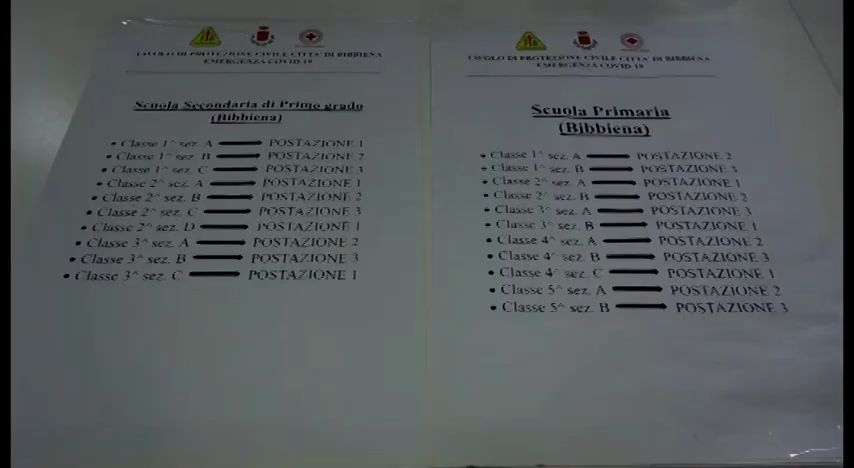 TAVOLO DI PROTEZIONE CIVILE CITTA' DI BIBBIENA
EMERGENZA COVID-19
Scuola Secondaria di Primo grado
(Bibbiena)
• Classe 1^ sez. A → POSTAZIONE 1
• Classe 1^ sez. B → POSTAZIONE 2
• Classe 1^ sez. C → POSTAZIONE 3
• Classe 2^ sez. A → POSTAZIONE 1
• Classe 2^ sez. B → POSTAZIONE 2
• Classe 2^ sez. C → POSTAZIONE 3
• Classe 2^ sez. D → POSTAZIONE 1
• Classe 3^ sez. A → POSTAZIONE 2
• Classe 3^ sez. B → POSTAZIONE 3
• Classe 3^ sez. C → POSTAZIONE 1
TAVOLO DI PROTEZIONE CIVILE CITTA' DI BIBBIENA
EMERGENZA COVID-19
Scuola Primaria
(Bibbiena)
• Classe 1^ sez. A → POSTAZIONE 2
• Classe 1^ sez. B → POSTAZIONE 3
• Classe 2^ sez. A → POSTAZIONE 1
• Classe 2^ sez. B → POSTAZIONE 2
• Classe 3^ sez. A → POSTAZIONE 3
• Classe 3^ sez. B → POSTAZIONE 1
• Classe 4^ sez. A → POSTAZIONE 2
• Classe 4^ sez. B → POSTAZIONE 3
• Classe 4^ sez. C → POSTAZIONE 1
• Classe 5^ sez. A → POSTAZIONE 2
• Classe 5^ sez. B → POSTAZIONE 3